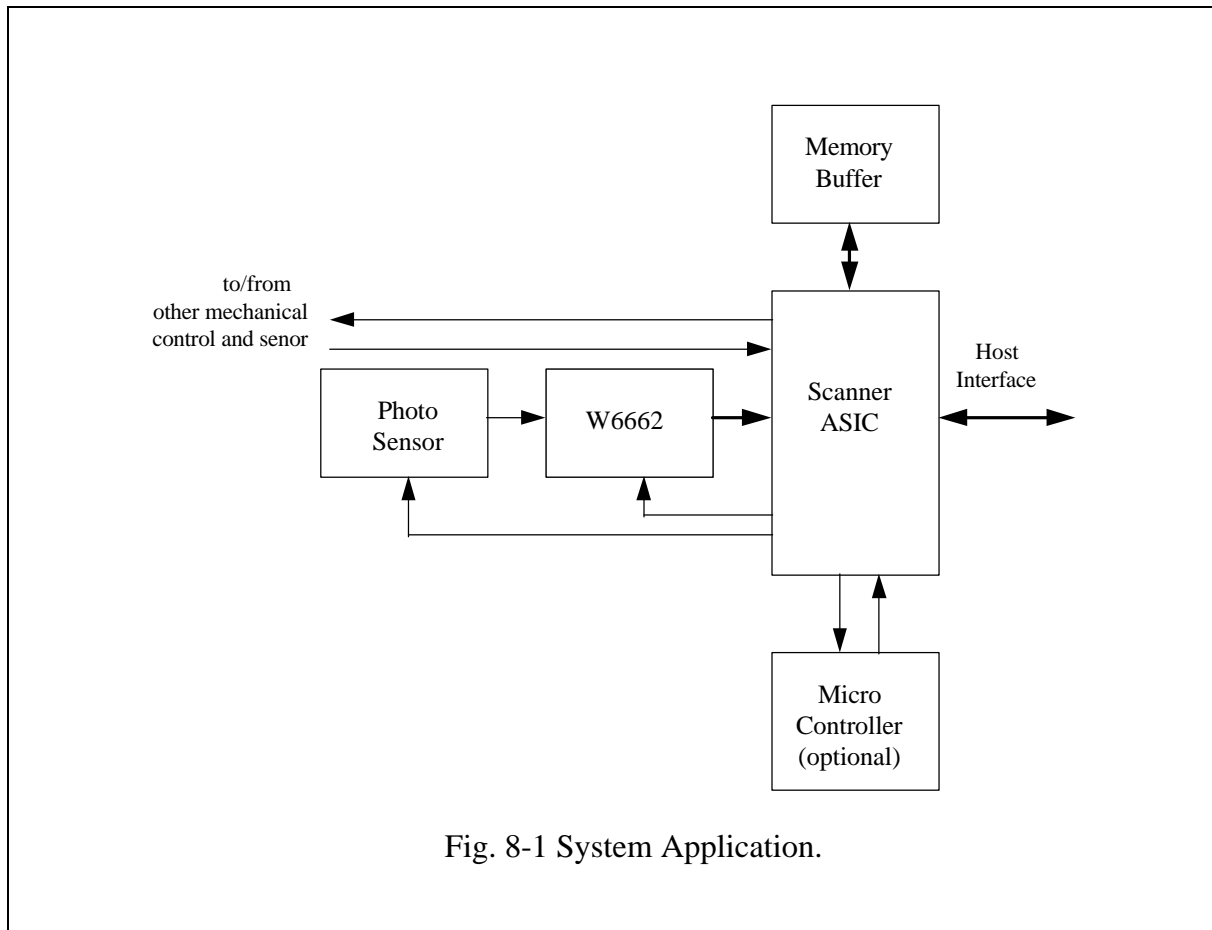 Memory
Buffer
to/from
other mechanical
control and senor
Host
Interface
Photo
Sensor
W6662
Scanner
ASIC
Micro
Controller
(optional)
Fig. 8-1 System Application.